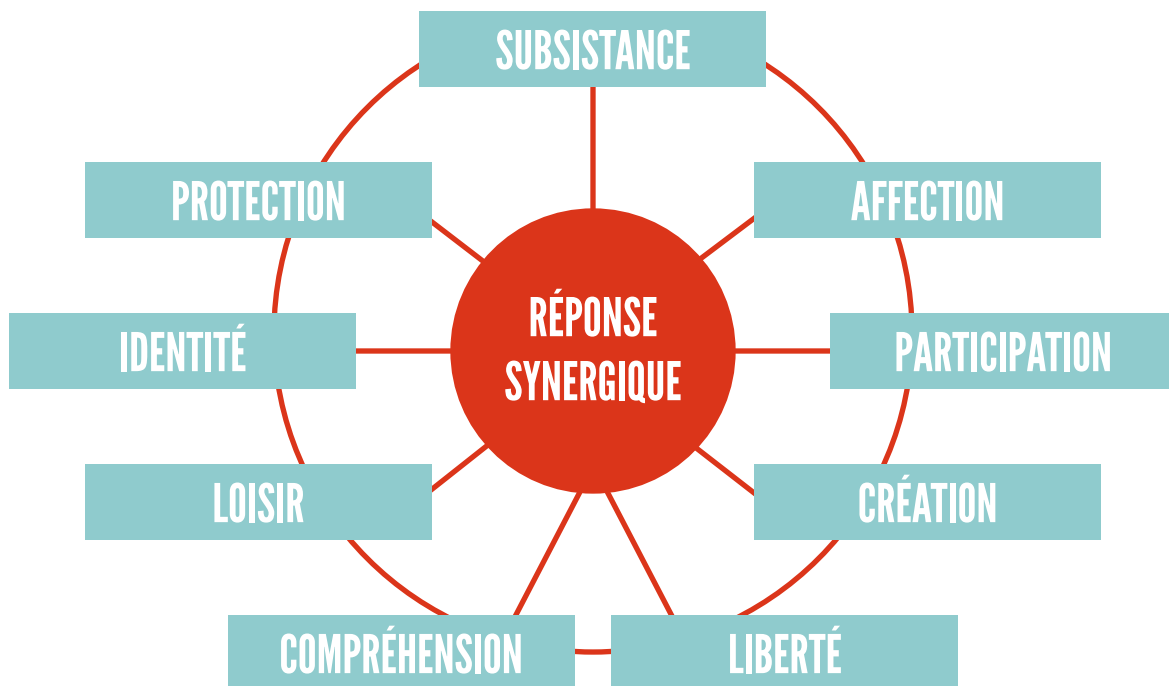 SUBSISTANCE
PROTECTION
AFFECTION
RÉPONSE
SYNERGIQUE
IDENTITÉ
PARTICIPATION
LOISIR
CRÉATION
COMPRÉHENSION
LIBERTÉ